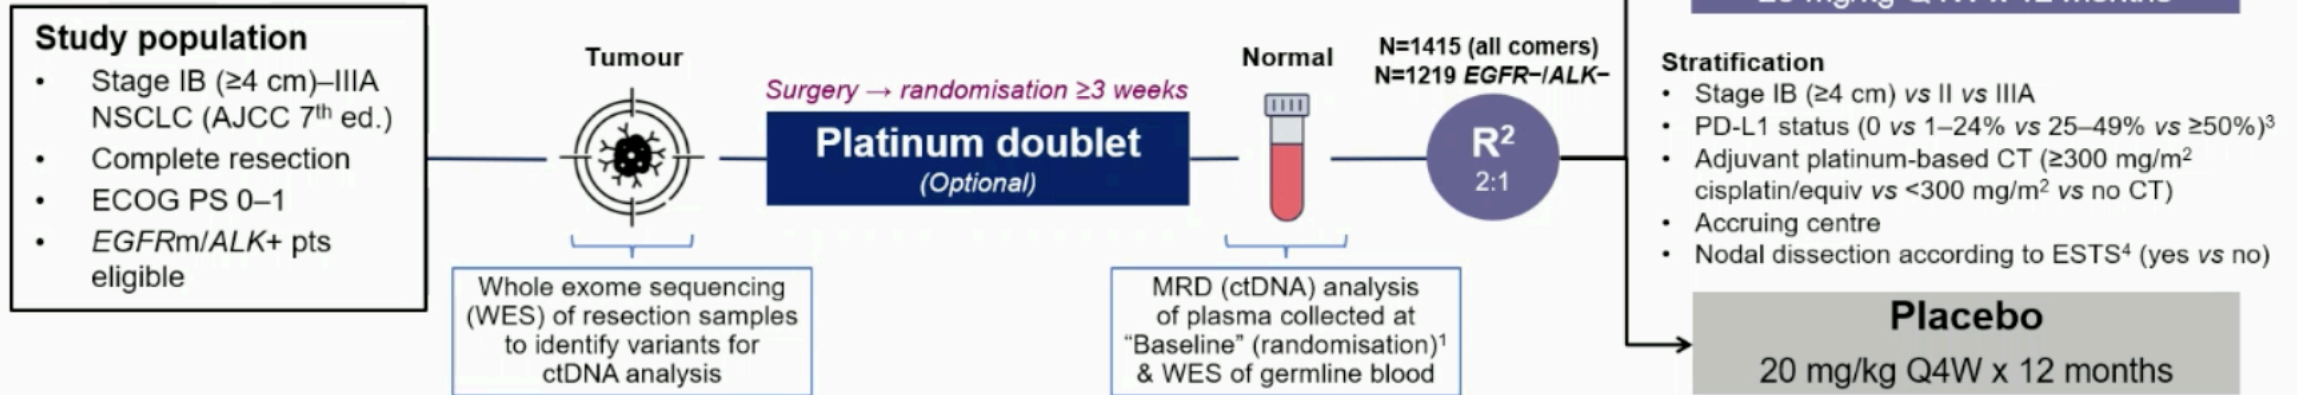 Study population
• Stage IB (≥4 cm)–IIIA
NSCLC (AJCC 7th ed.)
• Complete resection
• ECOG PS 0–1
• EGFRm/ALK+ pts
eligible
Tumour
Whole exome sequencing
(WES) of resection samples
to identify variants for
ctDNA analysis
Surgery → randomisation ≥3 weeks
Platinum doublet
(Optional)
Normal
MRD (ctDNA) analysis
of plasma collected at
“Baseline” (randomisation)¹
& WES of germline blood
N=1415 (all comers)
N=1219 EGFR−/ALK−
R²
2:1
20 mg/kg Q4W x 12 months
Stratification
• Stage IB (≥4 cm) vs II vs IIIA
• PD-L1 status (0 vs 1–24% vs 25–49% vs ≥50%)³
• Adjuvant platinum-based CT (≥300 mg/m²
cisplatin/equiv vs <300 mg/m² vs no CT)
• Accruing centre
• Nodal dissection according to ESTS⁴ (yes vs no)
Placebo
20 mg/kg Q4W x 12 months